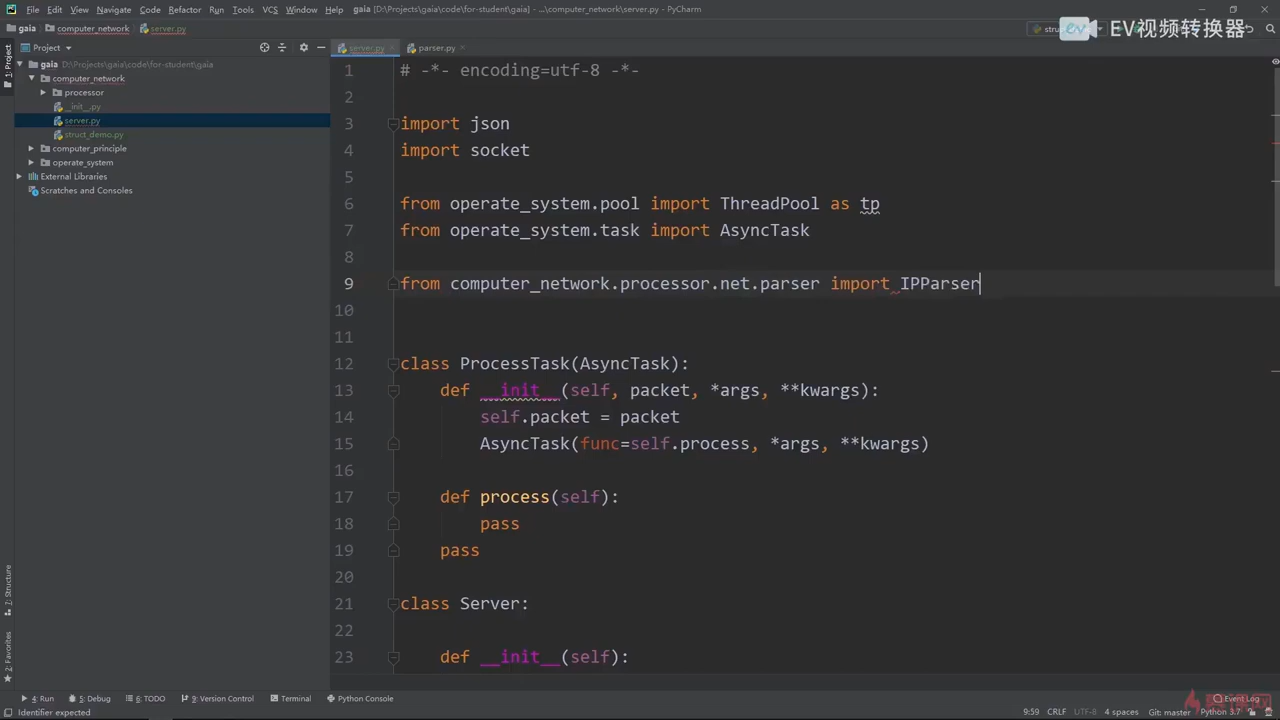 File Edit View Navigate Code Refactor Run Tools VCS Window Help gaia [D:\Projects\gaia\code\for-student\gaia] - ...\computer_network\server.py - PyCharm
gaia computer_network server.py
EV视频转换器
Project
server.py parser.py
1: Project
gaia D:\Projects\gaia\code\for-student\gaia
computer_network
processor
__init__.py
server.py
struct_demo.py
computer_principle
operate_system
External Libraries
Scratches and Consoles
1 # -*- encoding=utf-8 -*-
2
3 import json
4 import socket
5
6 from operate_system.pool import ThreadPool as tp
7 from operate_system.task import AsyncTask
8
9 from computer_network.processor.net.parser import IPParser
10
11
12 class ProcessTask(AsyncTask):
13 def __init__(self, packet, *args, **kwargs):
14 self.packet = packet
15 AsyncTask(func=self.process, *args, **kwargs)
16
17 def process(self):
18 pass
19 pass
20
21 class Server:
22
23 def __init__(self):
7: Structure
2: Favorites
4: Run 5: Debug 6: TODO 9: Version Control Terminal Python Console Event Log
Identifier expected 9:59 CRLF UTF-8 4 spaces Git: master Python 3.7